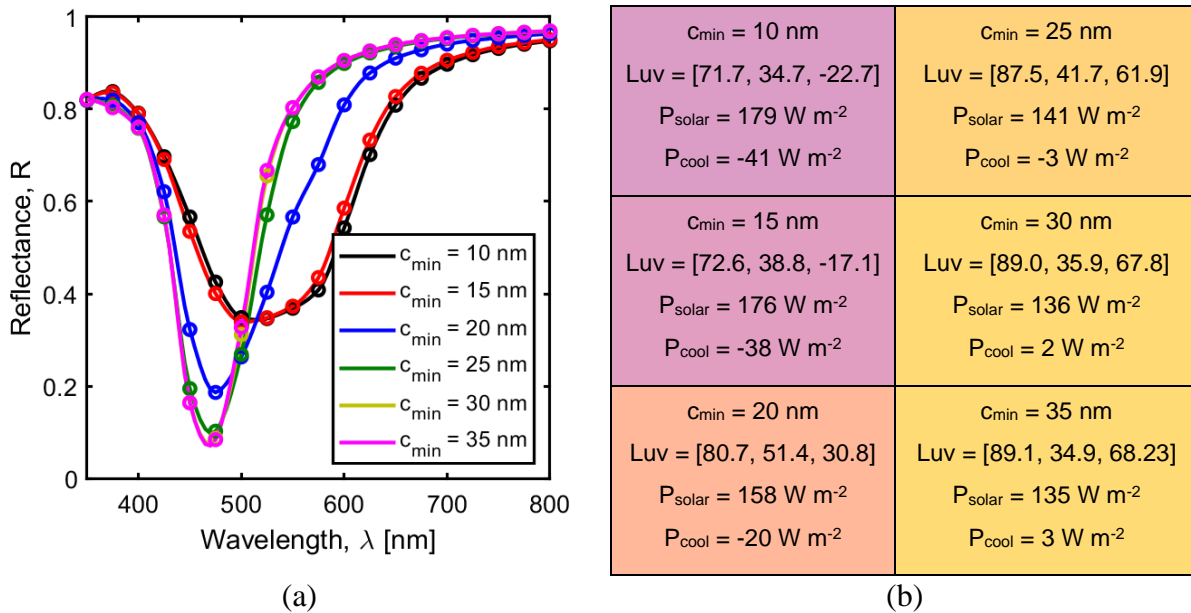 1
0.8
0.6
0.4
0.2
0
Reflectance, R
400 500 600 700 800
Wavelength, λ [nm]
c_min = 10 nm
c_min = 15 nm
c_min = 20 nm
c_min = 25 nm
c_min = 30 nm
c_min = 35 nm
(a)
c_min = 10 nm
Luv = [71.7, 34.7, -22.7]
P_solar = 179 W m⁻²
P_cool = -41 W m⁻²
c_min = 25 nm
Luv = [87.5, 41.7, 61.9]
P_solar = 141 W m⁻²
P_cool = -3 W m⁻²
c_min = 15 nm
Luv = [72.6, 38.8, -17.1]
P_solar = 176 W m⁻²
P_cool = -38 W m⁻²
c_min = 30 nm
Luv = [89.0, 35.9, 67.8]
P_solar = 136 W m⁻²
P_cool = 2 W m⁻²
c_min = 20 nm
Luv = [80.7, 51.4, 30.8]
P_solar = 158 W m⁻²
P_cool = -20 W m⁻²
c_min = 35 nm
Luv = [89.1, 34.9, 68.23]
P_solar = 135 W m⁻²
P_cool = 3 W m⁻²
(b)